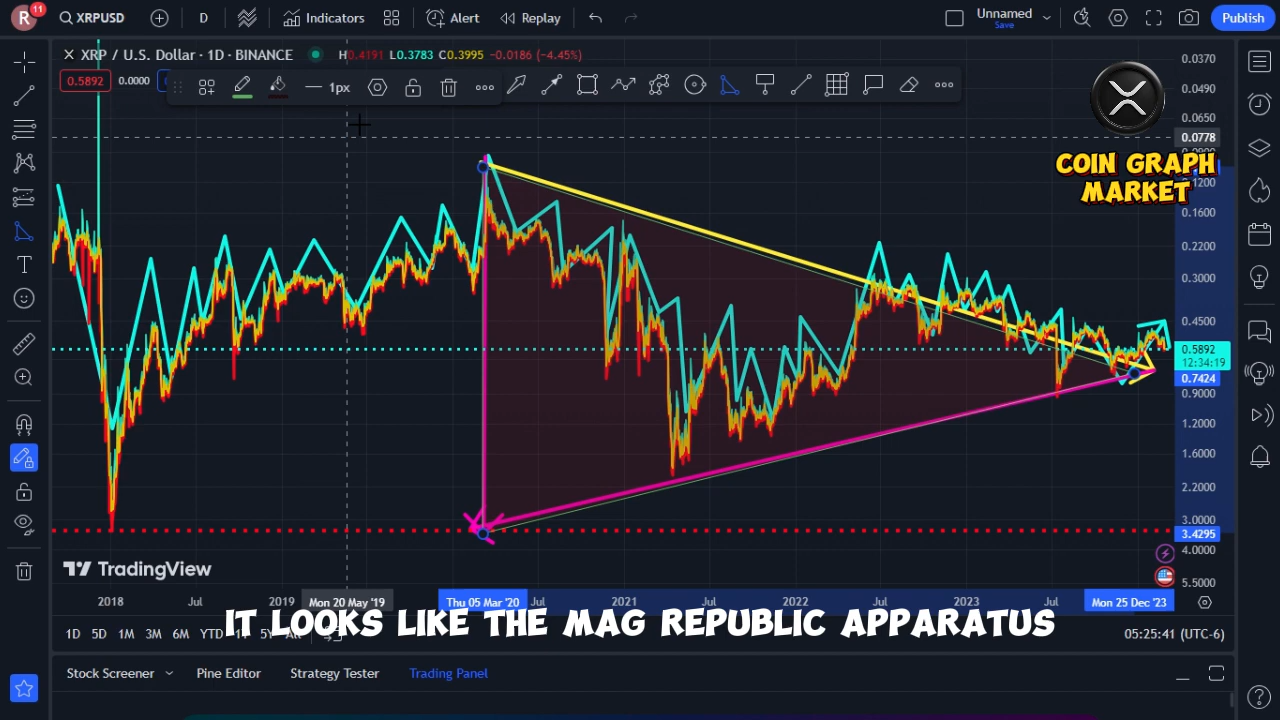 R 11 XRPUSD D Indicators Alert Replay Unnamed Save Publish
XRP / U.S. Dollar · 1D · BINANCE H0.4191 L0.3783 C0.3995 -0.0186 (-4.45%)
0.5892 0.0000
1px
COIN GRAPH
MARKET
0.0370
0.0490
0.0650
0.0778
0.1200
0.1600
0.2200
0.3000
0.4500
0.5892
12:34:19
0.7424
0.9000
1.2000
1.6000
2.2000
3.0000
3.4295
4.0000
5.5000
TradingView
2018 Jul 2019 Mon 20 May '19 Thu 05 Mar '20 Jul 2021 Jul 2022 Jul 2023 Jul Mon 25 Dec '23
IT LOOKS LIKE THE MAG REPUBLIC APPARATUS
1D 5D 1M 3M 6M YTD 05:25:41 (UTC-6)
Stock Screener Pine Editor Strategy Tester Trading Panel